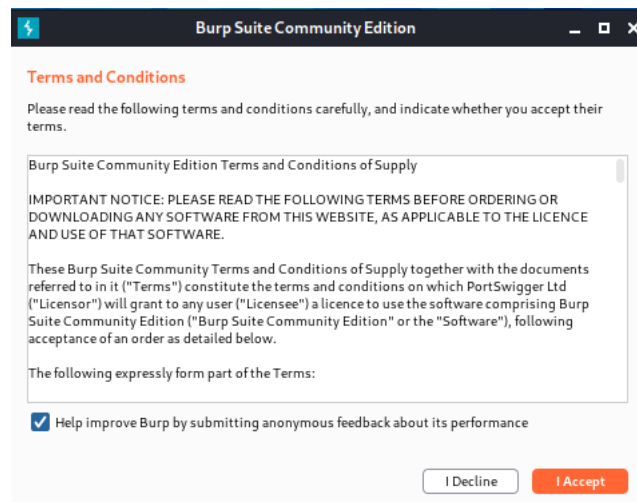 Burp Suite Community Edition
Terms and Conditions
Please read the following terms and conditions carefully, and indicate whether you accept their
terms.
Burp Suite Community Edition Terms and Conditions of Supply
IMPORTANT NOTICE: PLEASE READ THE FOLLOWING TERMS BEFORE ORDERING OR
DOWNLOADING ANY SOFTWARE FROM THIS WEBSITE, AS APPLICABLE TO THE LICENCE
AND USE OF THAT SOFTWARE.
These Burp Suite Community Terms and Conditions of Supply together with the documents
referred to in it ("Terms") constitute the terms and conditions on which PortSwigger Ltd
("Licensor") will grant to any user ("Licensee") a licence to use the software comprising Burp
Suite Community Edition ("Burp Suite Community Edition" or the "Software"), following
acceptance of an order as detailed below.
The following expressly form part of the Terms:
Help improve Burp by submitting anonymous feedback about its performance
I Decline
I Accept